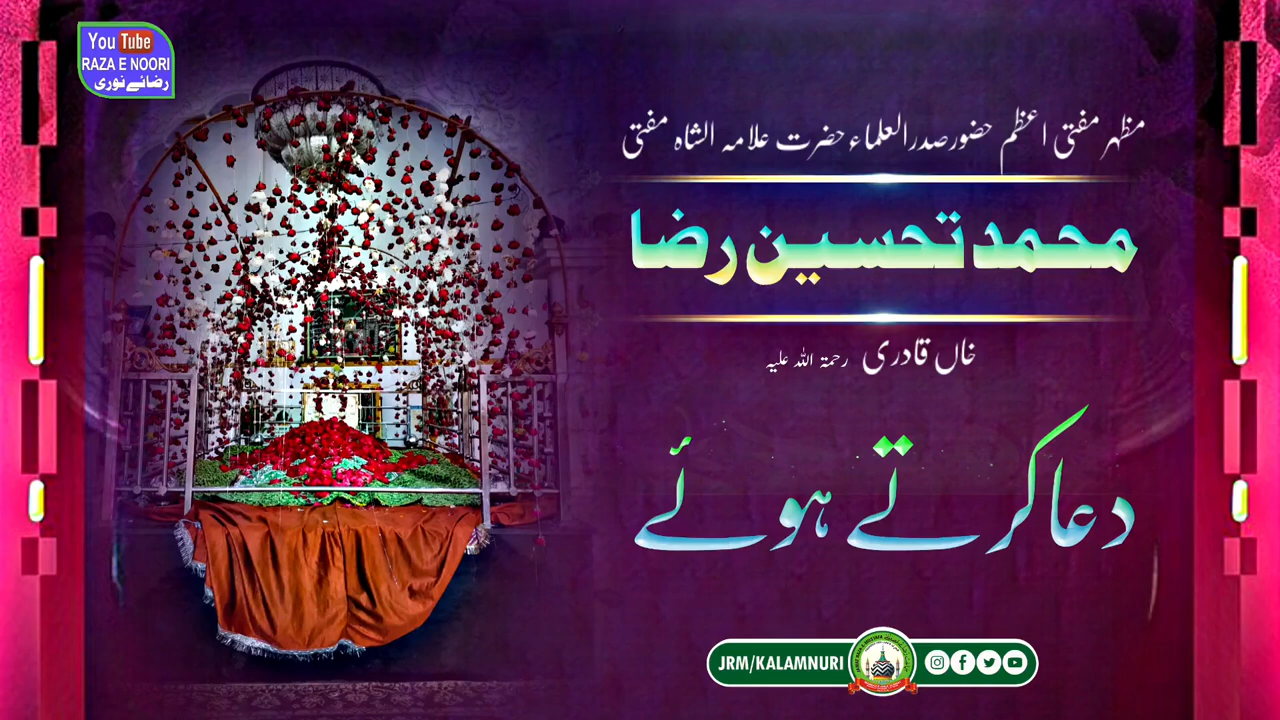 You Tube
RAZA E NOORI
رضائے نوری
مظہر مفتی اعظم حضور صدر العلماء حضرت علامہ الشاہ مفتی
محمد تحسین رضا
خاں قادری رحمۃ اللہ علیہ
دعا کرتے ہوئے
JRM/KALAMNURI